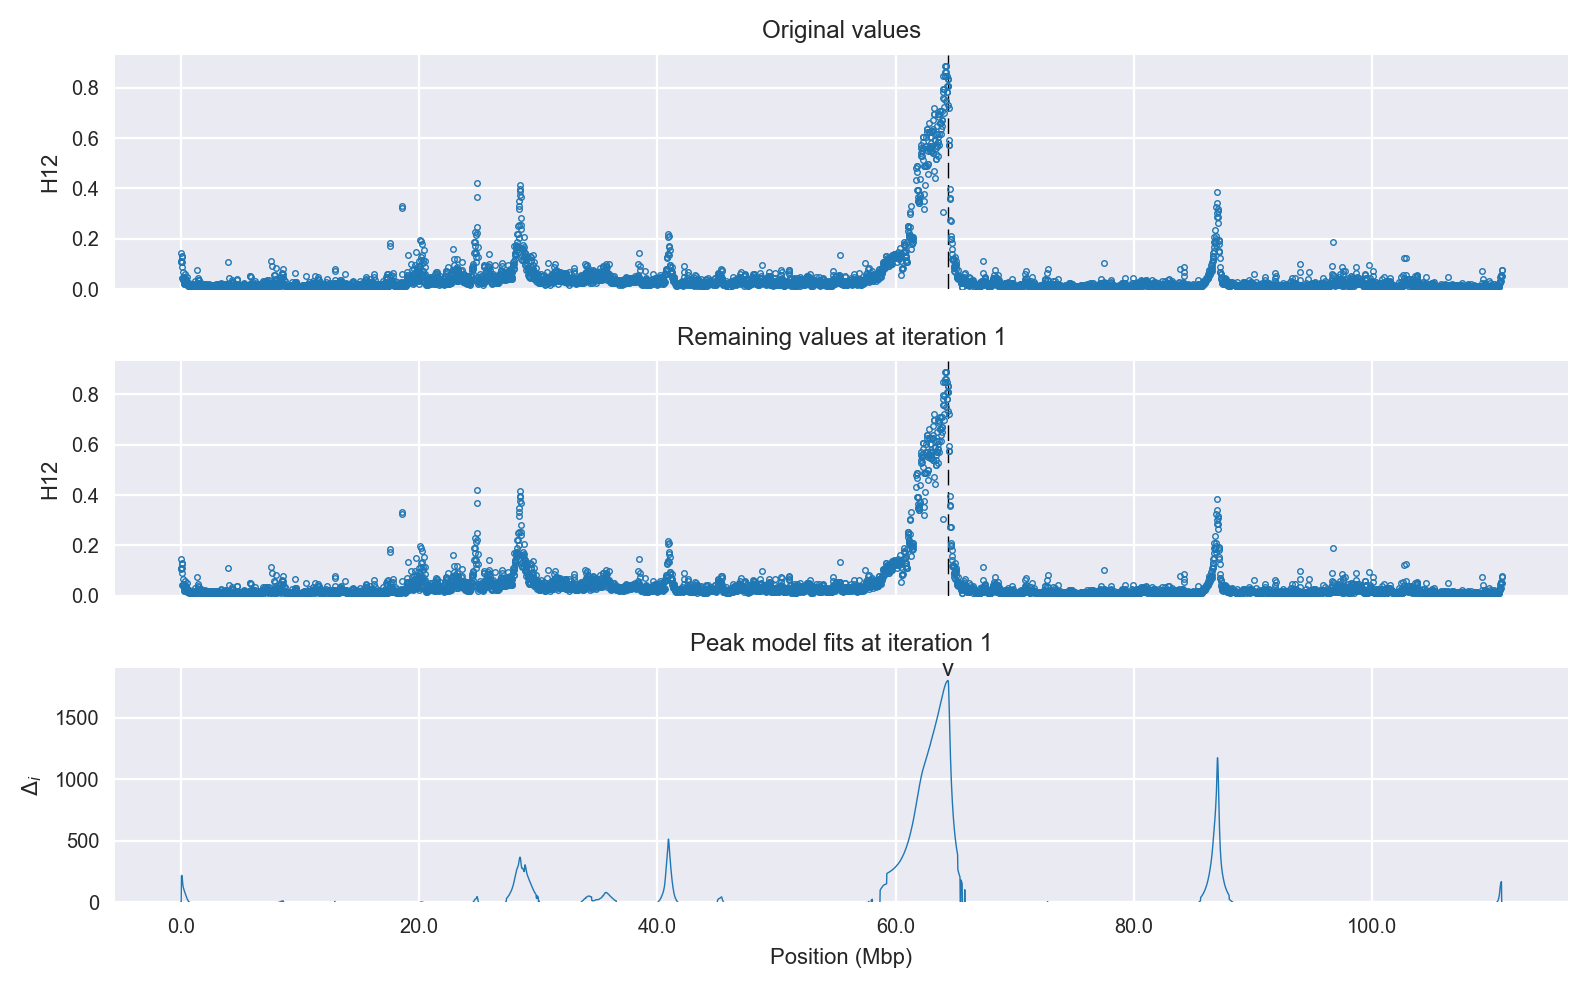 Original values
0.8
0.6
0.4
0.2
0.0
H12
Remaining values at iteration 1
0.8
0.6
0.4
0.2
0.0
H12
Peak model fits at iteration 1
v
1500
1000
500
0
Δi
0.0 20.0 40.0 60.0 80.0 100.0
Position (Mbp)